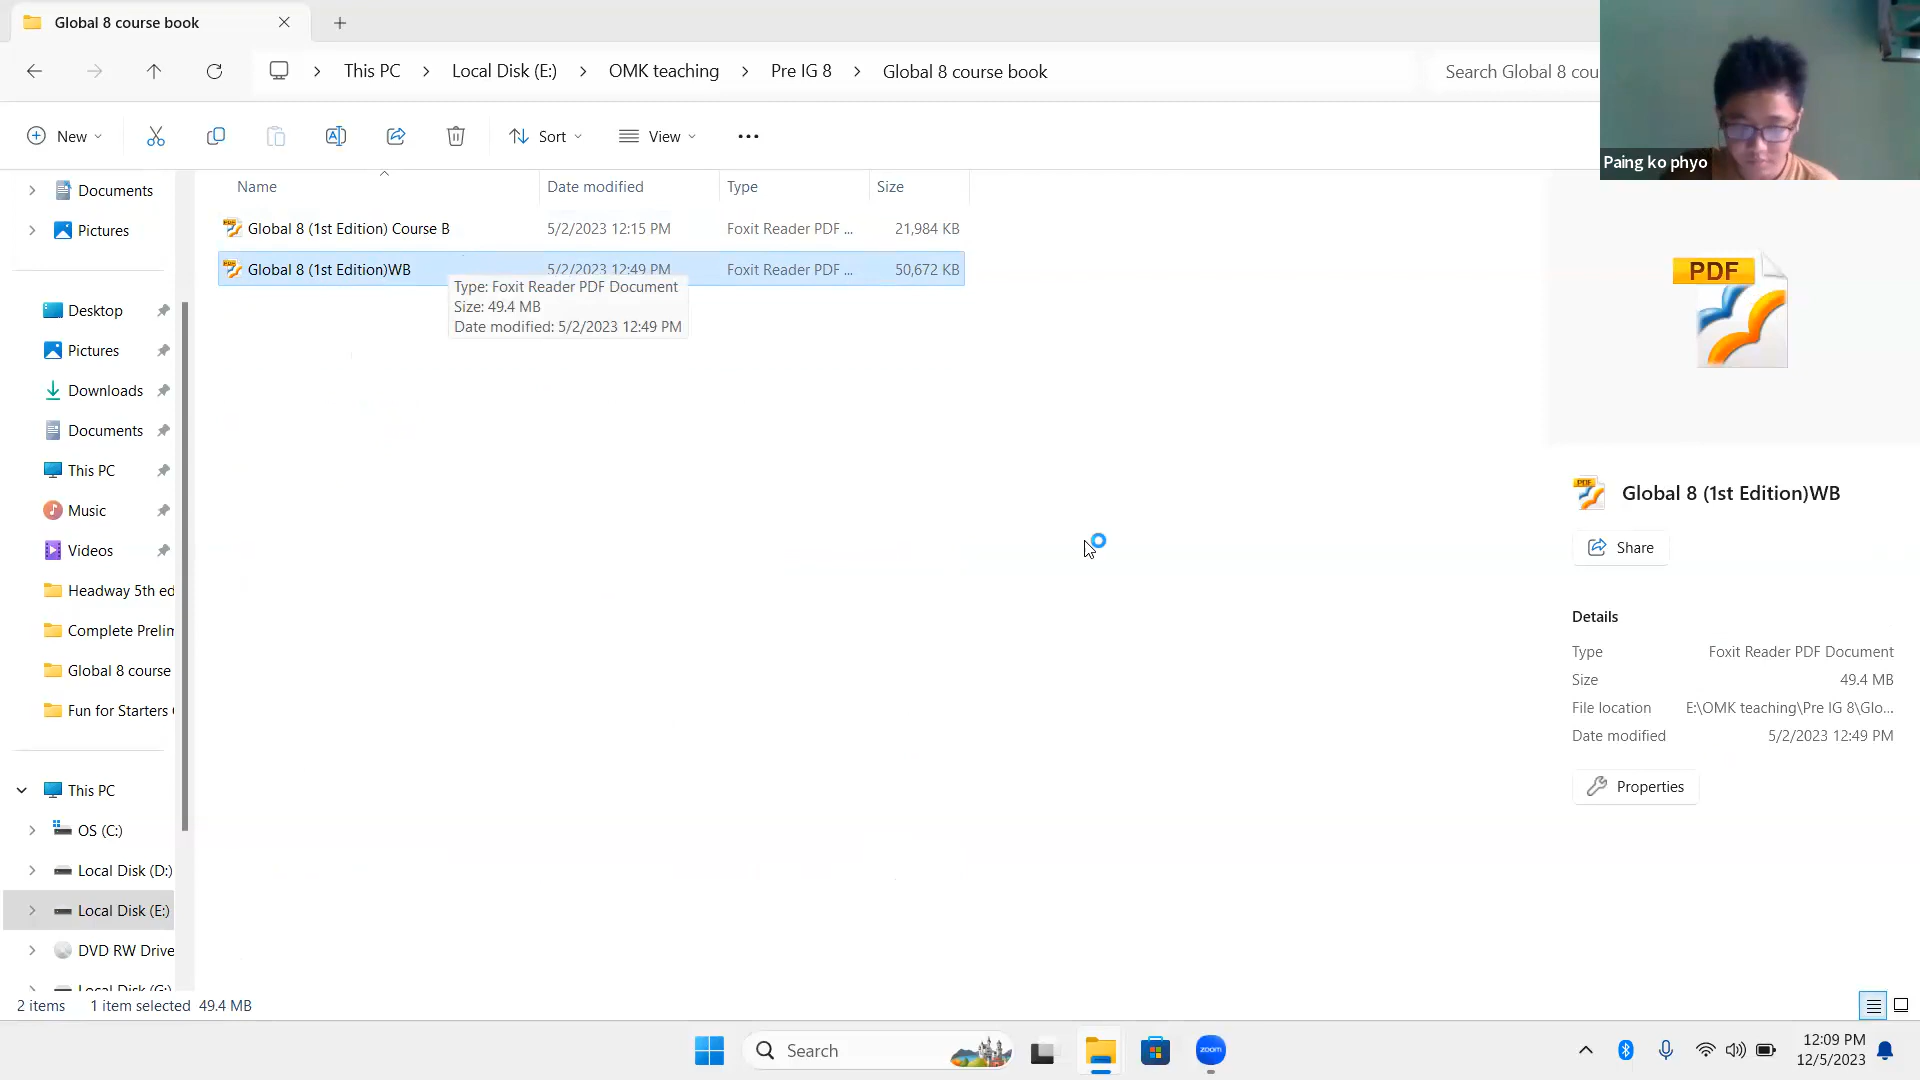 Global 8 course book
This PC
Local Disk (E:)
OMK teaching
Pre IG 8
Global 8 course book
Search Global 8 cou
New
Sort
View
Paing ko phyo
Documents
Pictures
Name
Date modified
Type
Size
Global 8 (1st Edition) Course B
5/2/2023 12:15 PM
Foxit Reader PDF ...
21,984 KB
Global 8 (1st Edition)WB
5/2/2023 12:49 PM
Foxit Reader PDF ...
50,672 KB
Type: Foxit Reader PDF Document
Size: 49.4 MB
Date modified: 5/2/2023 12:49 PM
Desktop
Pictures
Downloads
Documents
This PC
Music
Videos
Headway 5th ed
Complete Prelim
Global 8 course
Fun for Starters
This PC
OS (C:)
Local Disk (D:)
Local Disk (E:)
DVD RW Drive
Local Disk (G:)
PDF
PDF
Global 8 (1st Edition)WB
Share
Details
Type
Foxit Reader PDF Document
Size
49.4 MB
File location
E:\OMK teaching\Pre IG 8\Glo...
Date modified
5/2/2023 12:49 PM
Properties
2 items
1 item selected
49.4 MB
Search
zoom
12:09 PM
12/5/2023